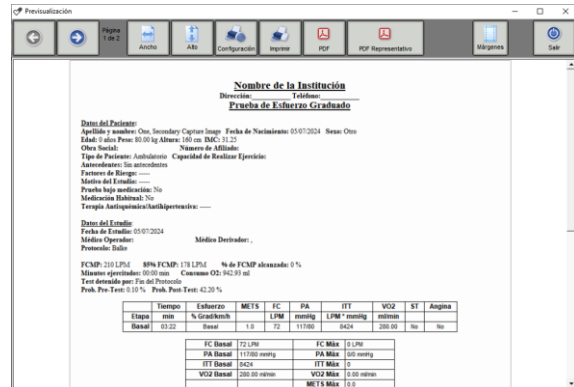 Previsualización
Página
1 de 2
Ancho
Alto
Configuración
Imprimir
PDF
PDF Representativo
Márgenes
Salir
Nombre de la Institución
Dirección:__________ Teléfono:__________
Prueba de Esfuerzo Graduado
Datos del Paciente:
Apellido y nombre: One, Secondary Capture Image Fecha de Nacimiento: 05/07/2024 Sexo: Otro
Edad: 0 años Peso: 80.00 kg Altura: 160 cm IMC: 31.25
Obra Social: Número de Afiliado:
Tipo de Paciente: Ambulatorio Capacidad de Realizar Ejercicio:
Antecedentes: Sin antecedentes
Factores de Riesgo: -----
Motivo del Estudio: -----
Prueba bajo medicación: No
Medicación Habitual: No
Terapia Antisquémica/Antihipertensiva: -----
Datos del Estudio:
Fecha de Estudio: 05/07/2024
Médico Operador: Médico Derivador: ,
Protocolo: Balke
FCMP: 210 LPM 85% FCMP: 178 LPM % de FCMP alcanzada: 0 %
Minutos ejercitados: 00:00 min Consumo O2: 942.93 ml
Test detenido por: Fin del Protocolo
Prob. Pre-Test: 0.10 % Prob. Post-Test: 42.20 %
Tiempo Esfuerzo METS FC PA ITT VO2 ST Angina
Etapa min % Grad/km/h LPM mmHg LPM * mmHg ml/min
Basal 03:22 Basal 1.0 72 117/80 8424 280.00 No No
FC Basal 72 LPM FC Máx 0 LPM
PA Basal 117/80 mmHg PA Máx 0/0 mmHg
ITT Basal 8424 ITT Máx 0
VO2 Basal 280.00 ml/min VO2 Máx 0.00 ml/min
METS Máx 0.0